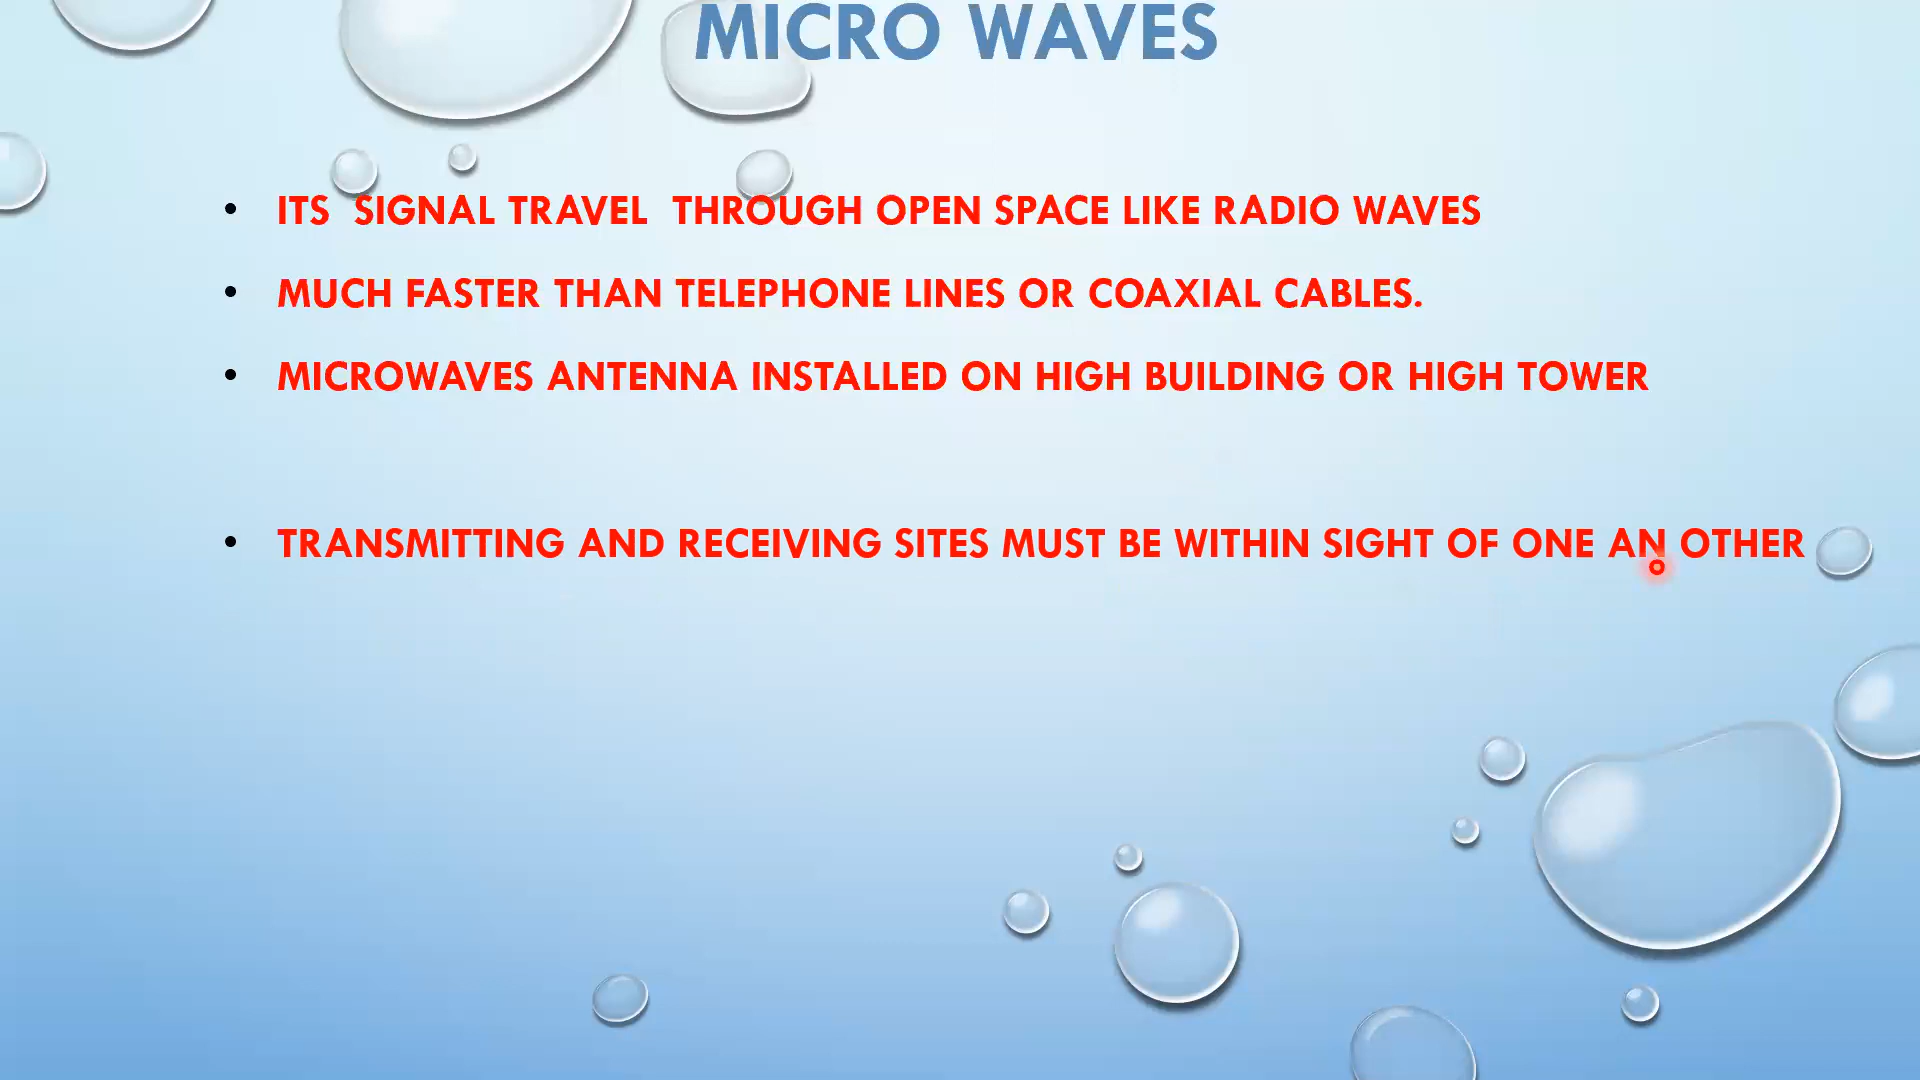 MICRO WAVES
• ITS SIGNAL TRAVEL THROUGH OPEN SPACE LIKE RADIO WAVES
• MUCH FASTER THAN TELEPHONE LINES OR COAXIAL CABLES.
• MICROWAVES ANTENNA INSTALLED ON HIGH BUILDING OR HIGH TOWER
• TRANSMITTING AND RECEIVING SITES MUST BE WITHIN SIGHT OF ONE AN OTHER